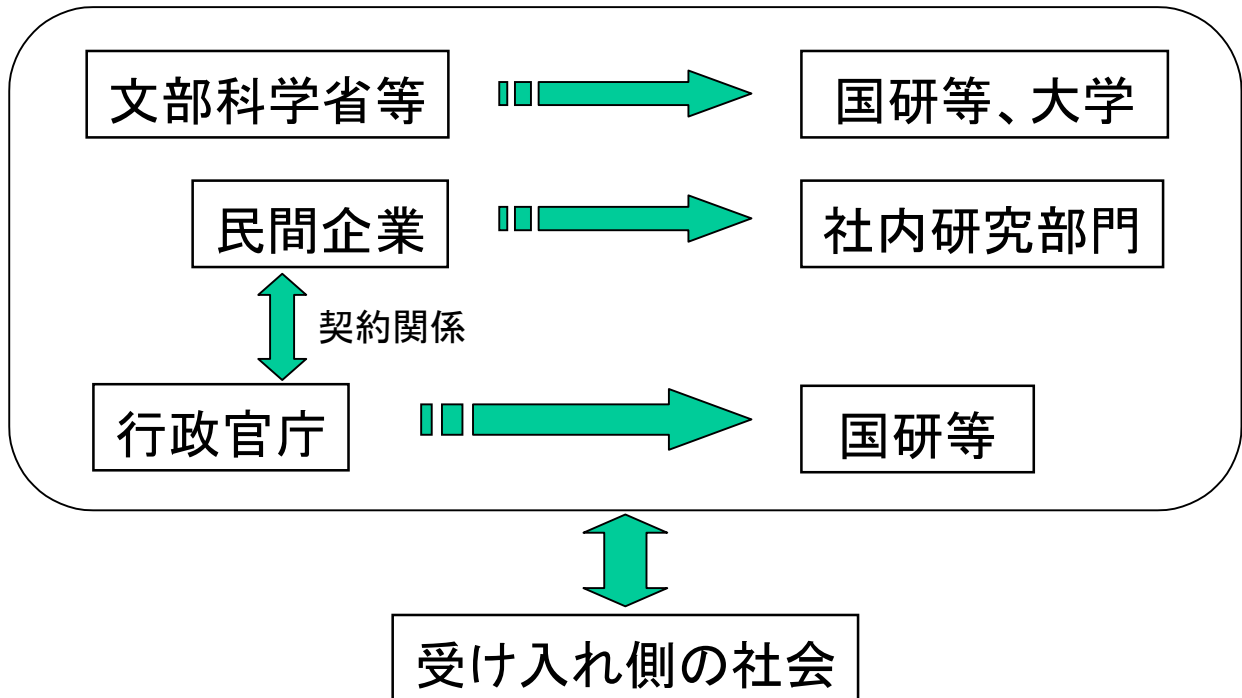 文部科学省等
国研等、大学
民間企業
社内研究部門
契約関係
行政官庁
国研等
受け入れ側の社会